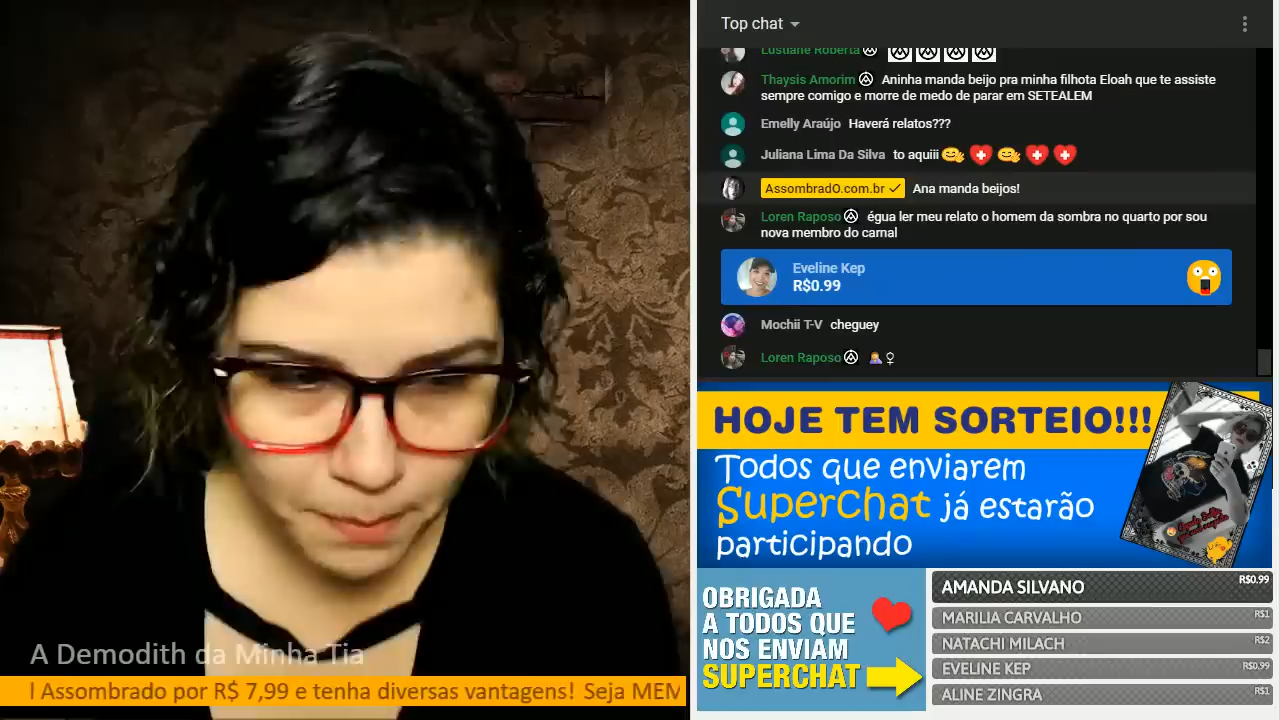 Top chat
Lustiane Roberta
Thaysis Amorim Aninha manda beijo pra minha filhota Eloah que te assiste
sempre comigo e morre de medo de parar em SETEALEM
Emelly Araújo Haverá relatos???
Juliana Lima Da Silva to aquiii
AssombradO.com.br Ana manda beijos!
Loren Raposo égua ler meu relato o homem da sombra no quarto por sou
nova membro do carnal
Eveline Kep
R$0.99
Mochii T-V cheguey
Loren Raposo
HOJE TEM SORTEIO!!!
Todos que enviarem
Superchat já estarão
participando
OBRIGADA
A TODOS QUE
NOS ENVIAM
SUPERCHAT
AMANDA SILVANO R$0.99
MARILIA CARVALHO R$1
NATACHI MILACH R$2
EVELINE KEP R$0.99
ALINE ZINGRA R$1
A Demodith da Minha Tia
l Assombrado por R$ 7,99 e tenha diversas vantagens! Seja MEM